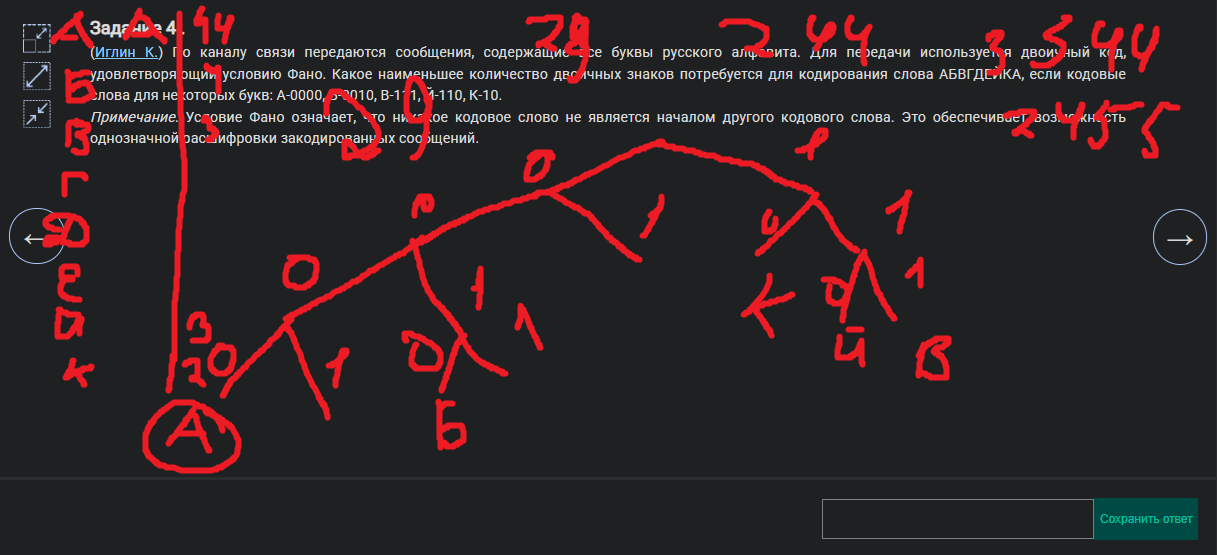 Задание 4.
(Иглин К.) По каналу связи передаются сообщения, содержащие все буквы русского алфавита. Для передачи используется двоичный код,
удовлетворяющий условию Фано. Какое наименьшее количество двоичных знаков потребуется для кодирования слова АБВГДЕЙКА, если кодовые
слова для некоторых букв: А-0000, Б-0010, В-111, Й-110, К-10.
Примечание. Условие Фано означает, что никакое кодовое слово не является началом другого кодового слова. Это обеспечивает возможность
однозначной расшифровки закодированных сообщений.
А А 44 29 2 44 3 5 44
Б 4
В 3 29 2 4 5 5
Г
Д
Е
Й 3
К 2
0 1
0 1 0 1
0 1 К 0 1
0 1 0 1 Й В
А Б
← →
Сохранить ответ